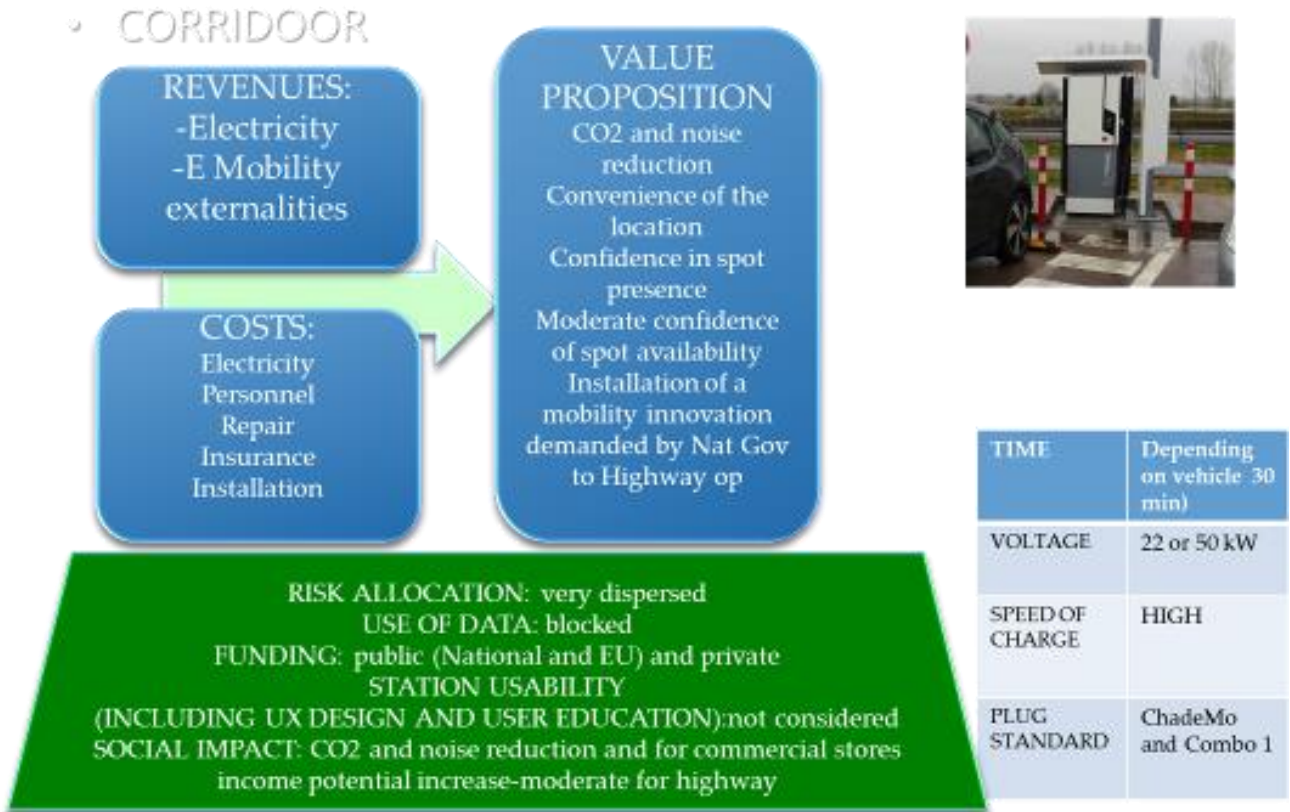 • CORRIDOOR
REVENUES:
-Electricity
-E Mobility
externalities
COSTS:
Electricity
Personnel
Repair
Insurance
Installation
VALUE
PROPOSITION
CO2 and noise
reduction
Convenience of the
location
Confidence in spot
presence
Moderate confidence
of spot availability
Installation of a
mobility innovation
demanded by Nat Gov
to Highway op
RISK ALLOCATION: very dispersed
USE OF DATA: blocked
FUNDING: public (National and EU) and private
STATION USABILITY
(INCLUDING UX DESIGN AND USER EDUCATION):not considered
SOCIAL IMPACT: CO2 and noise reduction and for commercial stores
income potential increase-moderate for highway
TIME Depending
on vehicle 30
min)
VOLTAGE 22 or 50 kW
SPEED OF HIGH
CHARGE
PLUG ChadeMo
STANDARD and Combo 1